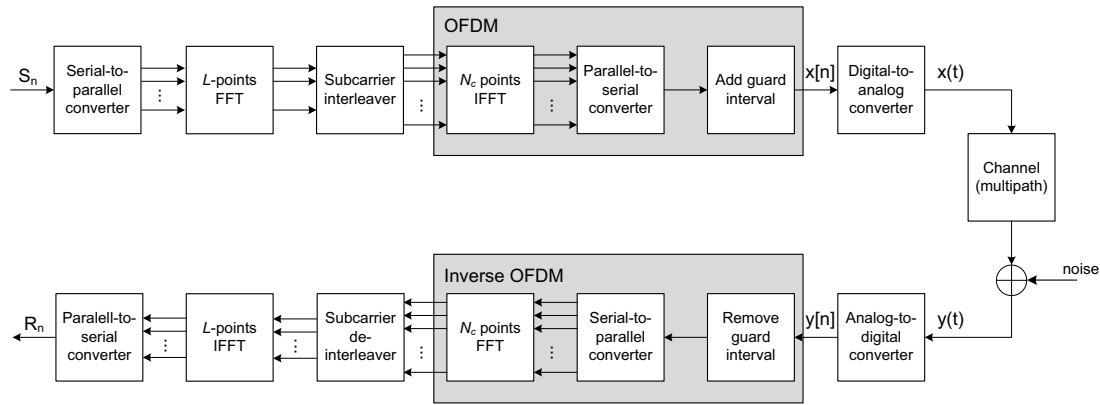 OFDM
Sn
Serial-to-
parallel
converter
L-points
FFT
Subcarrier
interleaver
Nc points
IFFT
Parallel-to-
serial
converter
Add guard
interval
x[n]
Digital-to-
analog
converter
x(t)
Channel
(multipath)
noise
Inverse OFDM
Rn
Paralell-to-
serial
converter
L-points
IFFT
Subcarrier
de-
interleaver
Nc points
FFT
Serial-to-
parallel
converter
Remove
guard
interval
y[n]
Analog-to-
digital
converter
y(t)